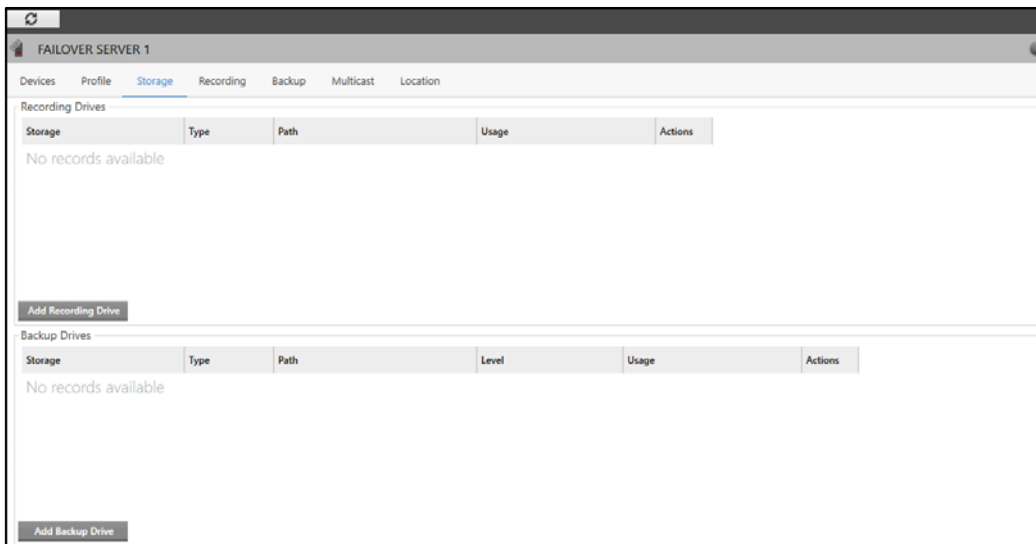 FAILOVER SERVER 1
Devices Profile Storage Recording Backup Multicast Location
Recording Drives
Storage Type Path Usage Actions
No records available
Add Recording Drive
Backup Drives
Storage Type Path Level Usage Actions
No records available
Add Backup Drive